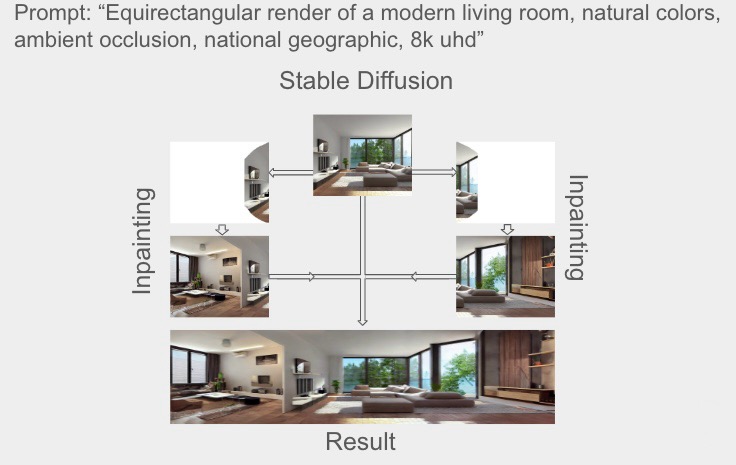 Prompt: “Equirectangular render of a modern living room, natural colors,
ambient occlusion, national geographic, 8k uhd”
Stable Diffusion
Inpainting
Inpainting
Result